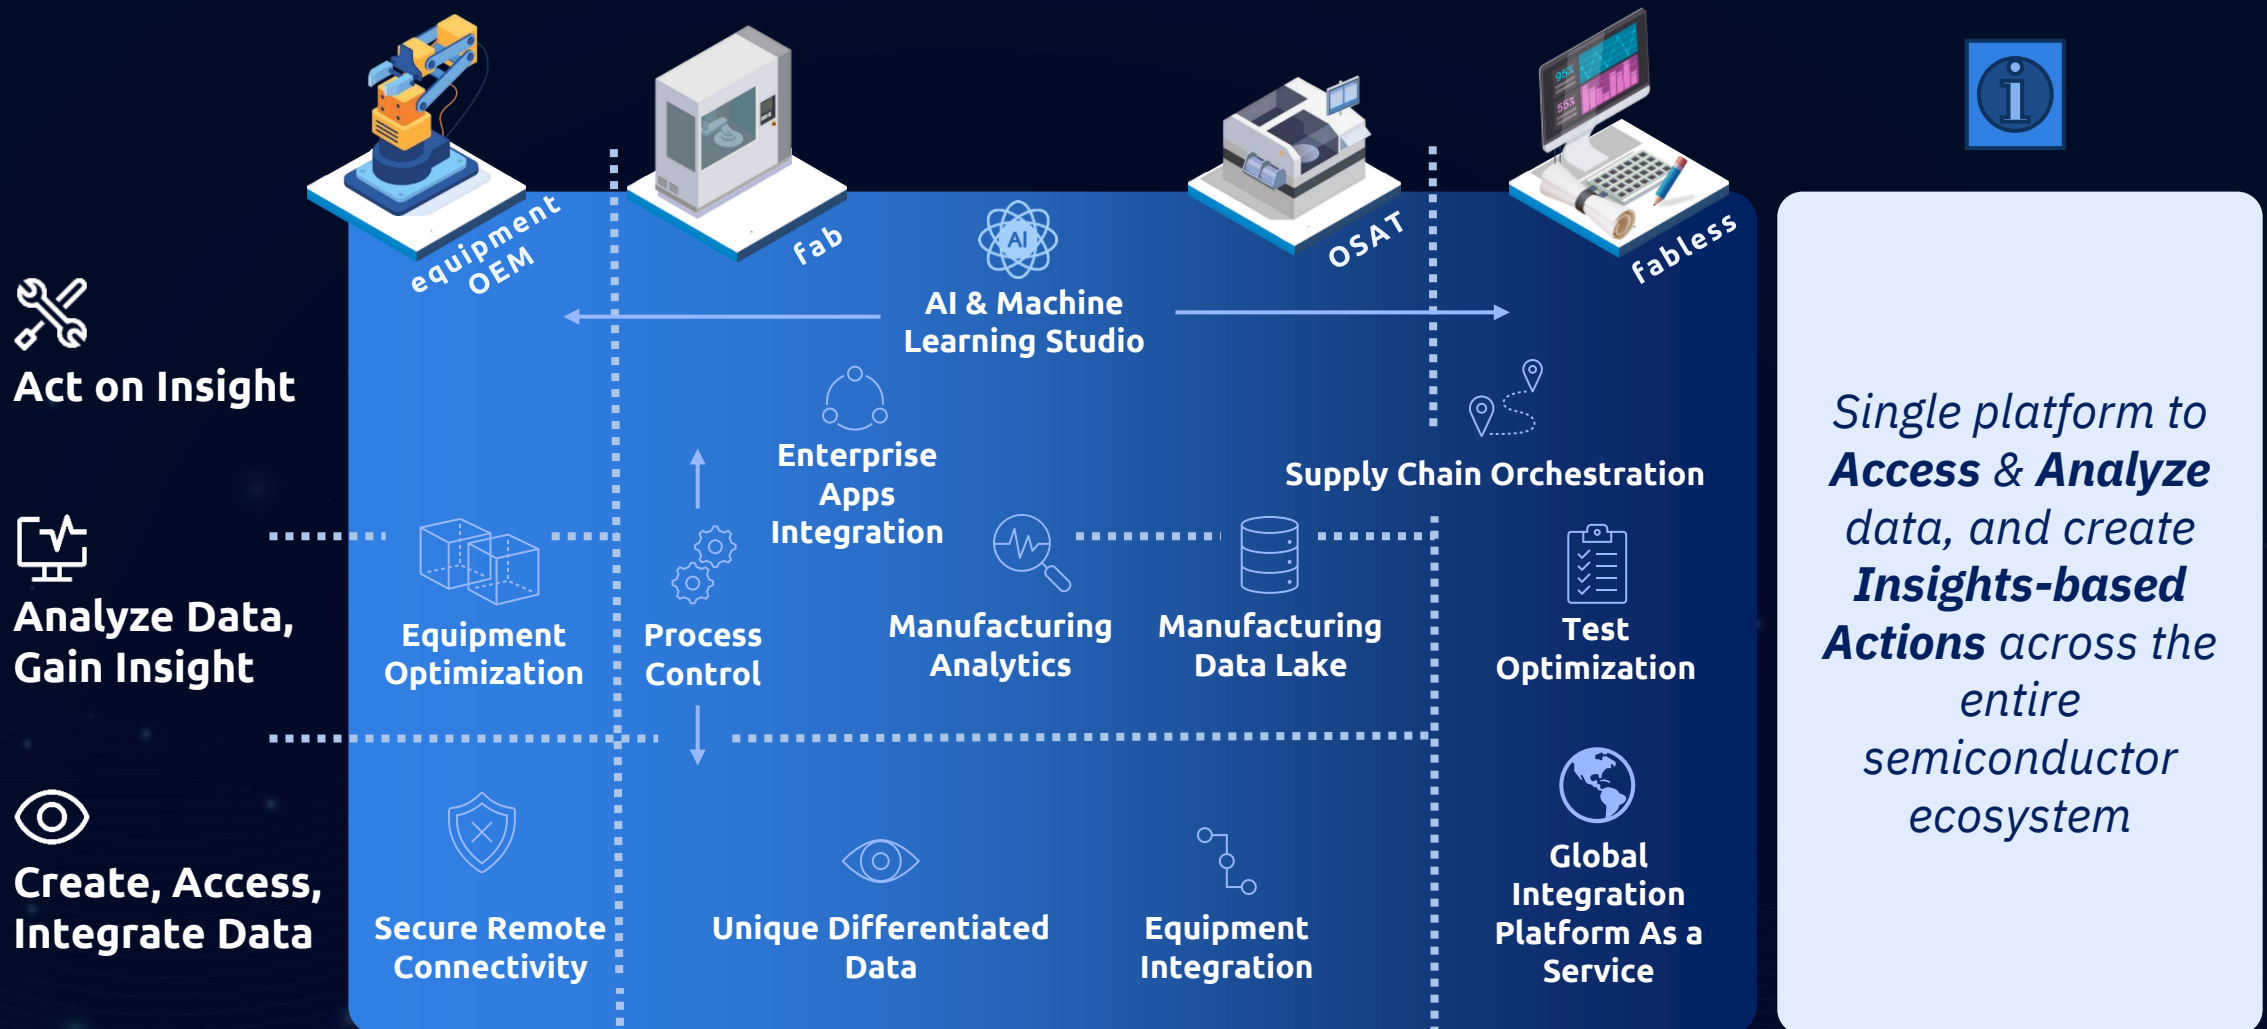 95%
55%
equipment
OEM
fab
OSAT
fabless
AI
AI & Machine
Learning Studio
Act on Insight
Enterprise
Apps
Integration
Supply Chain Orchestration
Analyze Data,
Gain Insight
Equipment
Optimization
Process
Control
Manufacturing
Analytics
Manufacturing
Data Lake
Test
Optimization
Create, Access,
Integrate Data
Secure Remote
Connectivity
Unique Differentiated
Data
Equipment
Integration
Global
Integration
Platform As a
Service
i
Single platform to
Access & Analyze
data, and create
Insights-based
Actions across the
entire
semiconductor
ecosystem